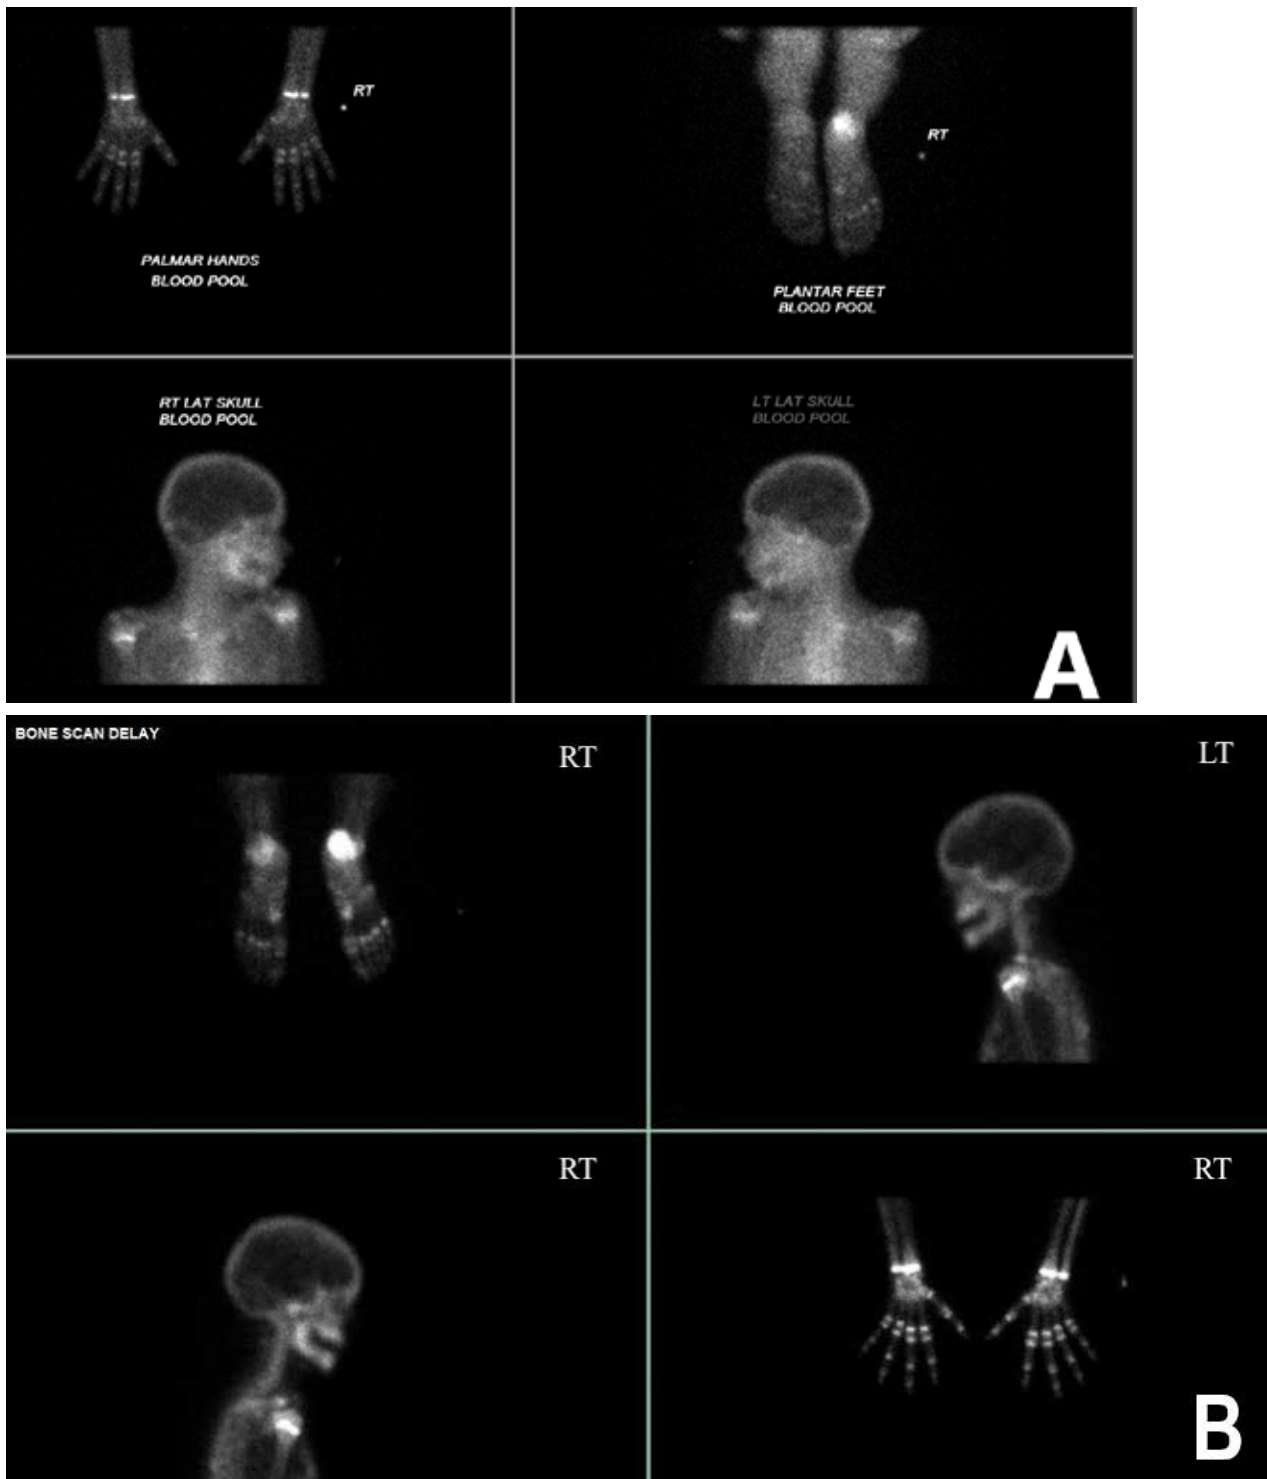 RT
PALMAR HANDS
BLOOD POOL
RT
PLANTAR FEET
BLOOD POOL
RT LAT SKULL
BLOOD POOL
LT LAT SKULL
BLOOD POOL
A
BONE SCAN DELAY
RT
LT
RT
RT
B